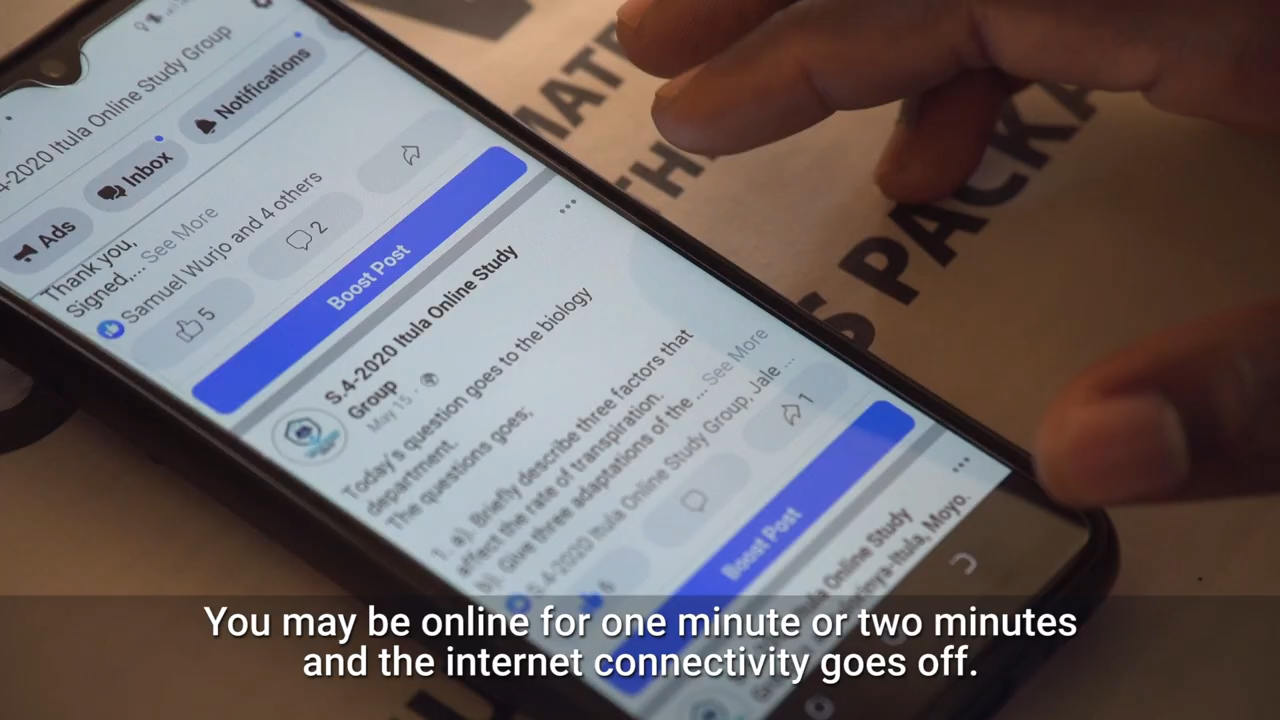 4-2020 Itula Online Study Group
Ads
Inbox
Notifications
Thank you,
Signed,... See More
Samuel Wurjo and 4 others
5
2
Boost Post
S.4-2020 Itula Online Study
Group
May 15 ·
Today's question goes to the biology
department.
The questions goes;
1. a). Briefly describe three factors that
affect the rate of transpiration.
b). Give three adaptations of the ... See More
S.4-2020 Itula Online Study Group, Jale ...
6
1
Boost Post
Online Study
-Itula, Moyo.
MATE
TH
S PACKA
You may be online for one minute or two minutes
and the internet connectivity goes off.